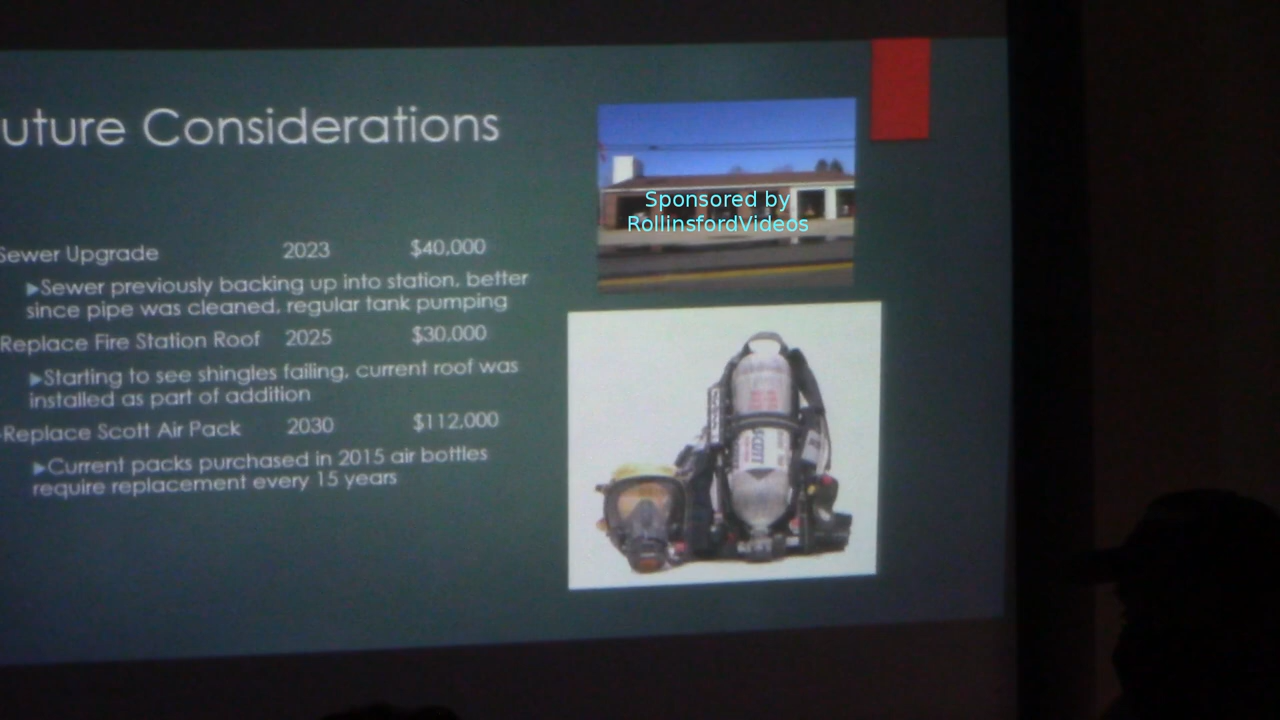 uture Considerations
Sponsored by
RollinsfordVideos
Sewer Upgrade 2023 $40,000
▶Sewer previously backing up into station, better
since pipe was cleaned, regular tank pumping
Replace Fire Station Roof 2025 $30,000
▶Starting to see shingles failing, current roof was
installed as part of addition
Replace Scott Air Pack 2030 $112,000
▶Current packs purchased in 2015 air bottles
require replacement every 15 years
SCOTT